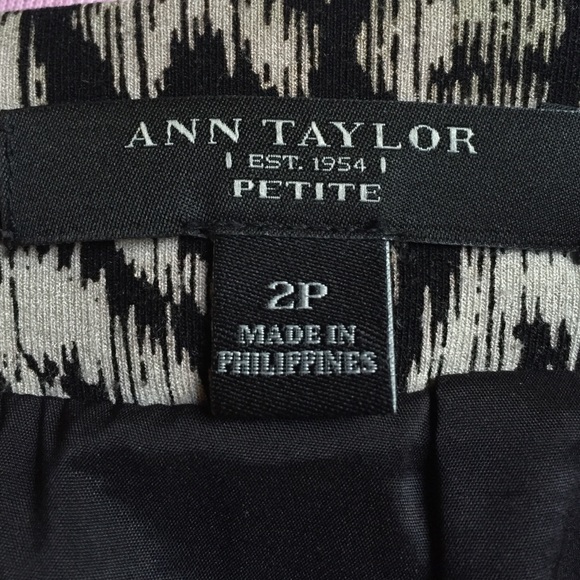 ANN TAYLOR
EST. 1954
PETITE
2P
MADE IN
PHILIPPINES